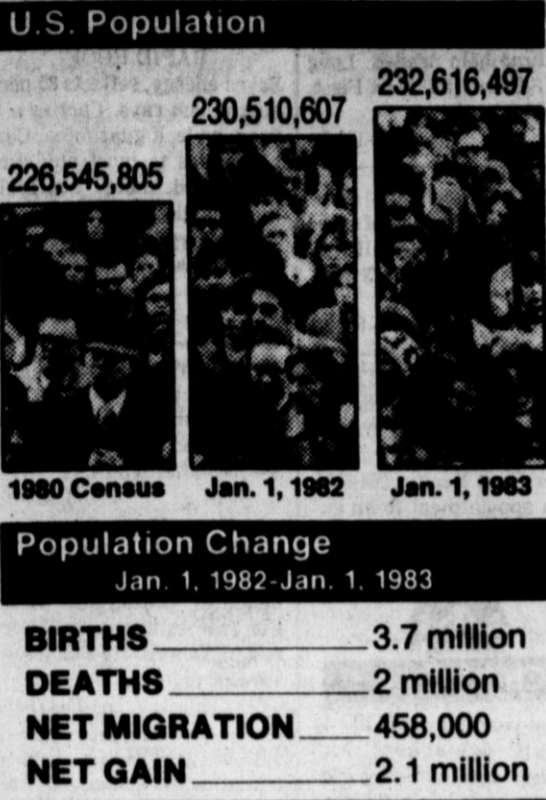 U.S. Population
232,616,497
230,510,607
226,545,805
1980 Census
Jan. 1, 1982
Jan. 1, 1983
Population Change
Jan. 1, 1982-Jan. 1, 1983
BIRTHS 3.7 million
DEATHS 2 million
NET MIGRATION 458,000
NET GAIN 2.1 million